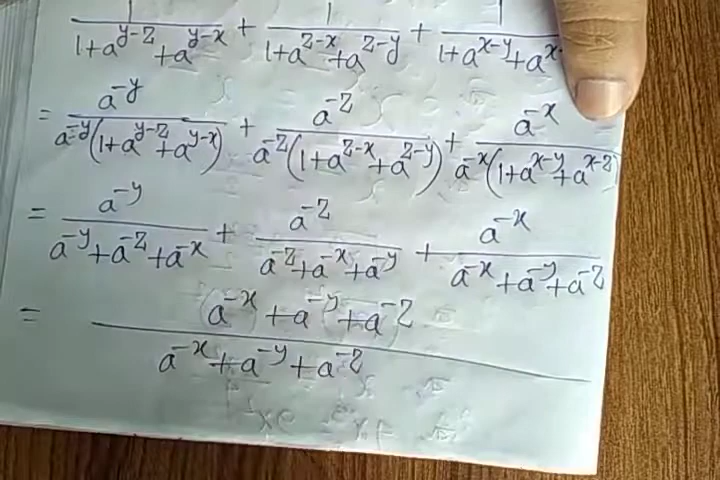 1/(1+a^(y-z)+a^(y-x)) + 1/(1+a^(z-x)+a^(z-y)) + 1/(1+a^(x-y)+a^x
= a^(-y)/(a^(-y)(1+a^(y-z)+a^(y-x))) + a^(-z)/(a^(-z)(1+a^(z-x)+a^(z-y))) + a^(-x)/(a^(-x)(1+a^(x-y)+a^(x-z))
= a^(-y)/(a^(-y)+a^(-z)+a^(-x)) + a^(-z)/(a^(-z)+a^(-x)+a^(-y)) + a^(-x)/(a^(-x)+a^(-y)+a^(-z))
= (a^(-x)+a^(-y)+a^(-z))/(a^(-x)+a^(-y)+a^(-z))